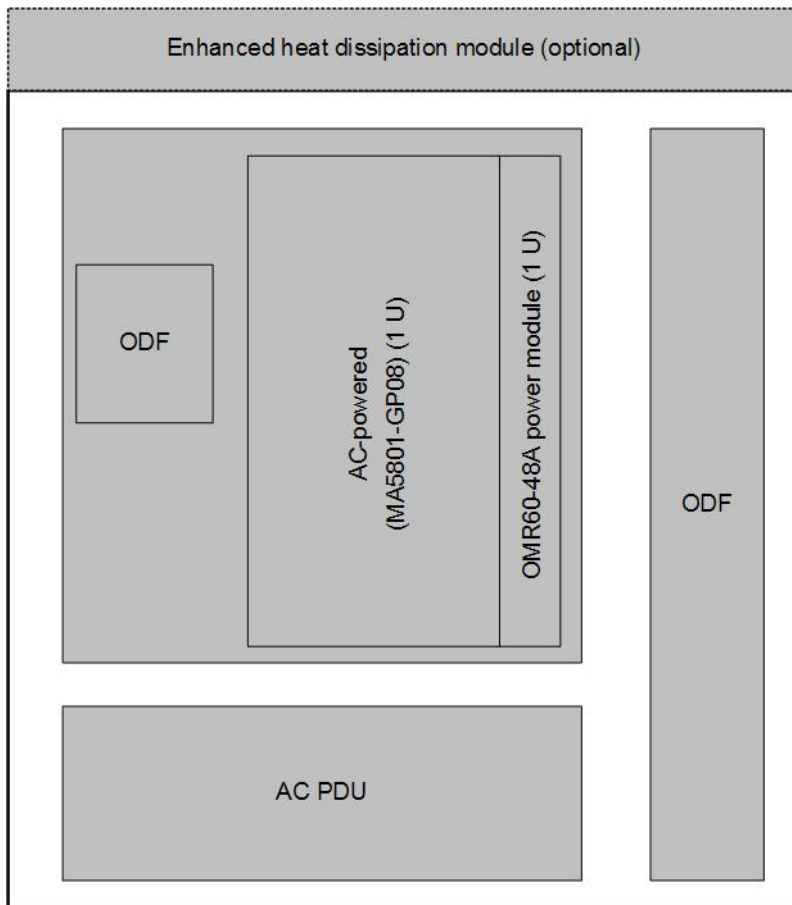 Enhanced heat dissipation module (optional)
ODF
AC-powered
(MA5801-GP08) (1 U)
OMR60-48A power module (1 U)
ODF
AC PDU